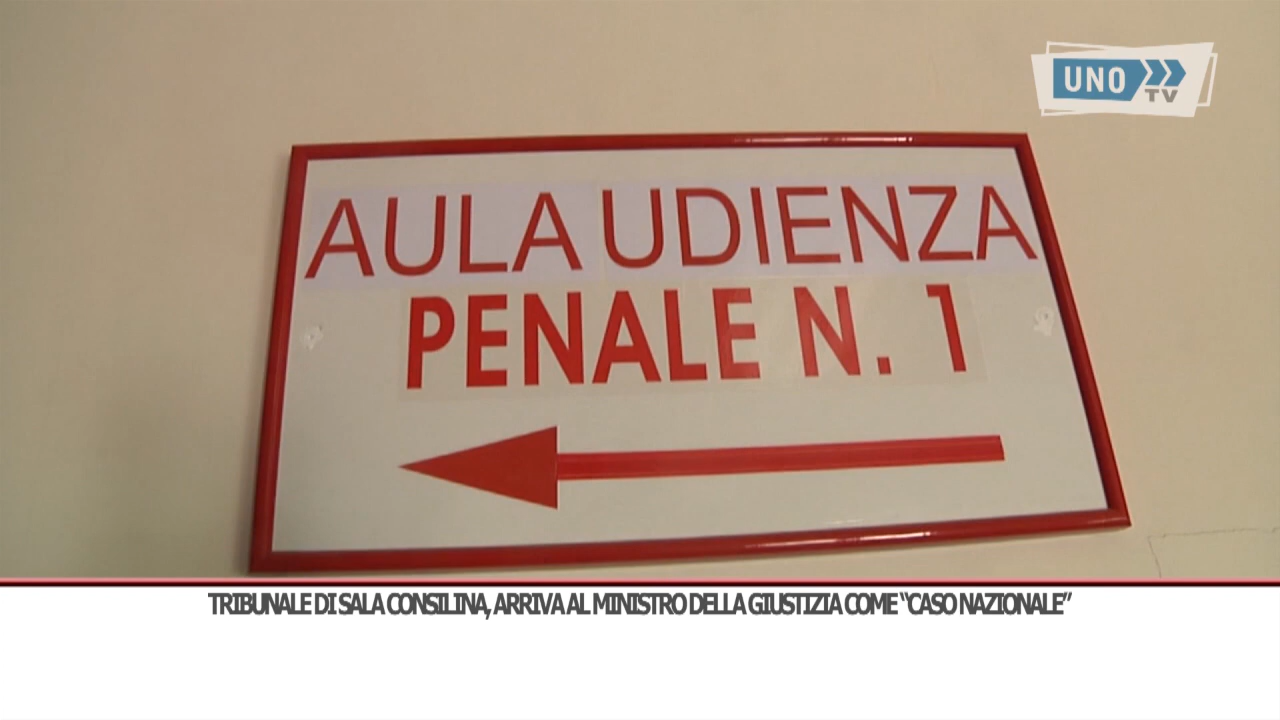 UNO
TV
AULA UDIENZA
PENALE N. 1
TRIBUNALE DI SALA CONSILINA, ARRIVA AL MINISTRO DELLA GIUSTIZIA COME “CASO NAZIONALE”